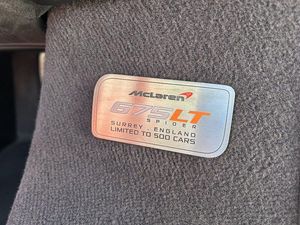 McLaren
675LT
SPIDER
SURREY - ENGLAND
LIMITED TO 500 CARS